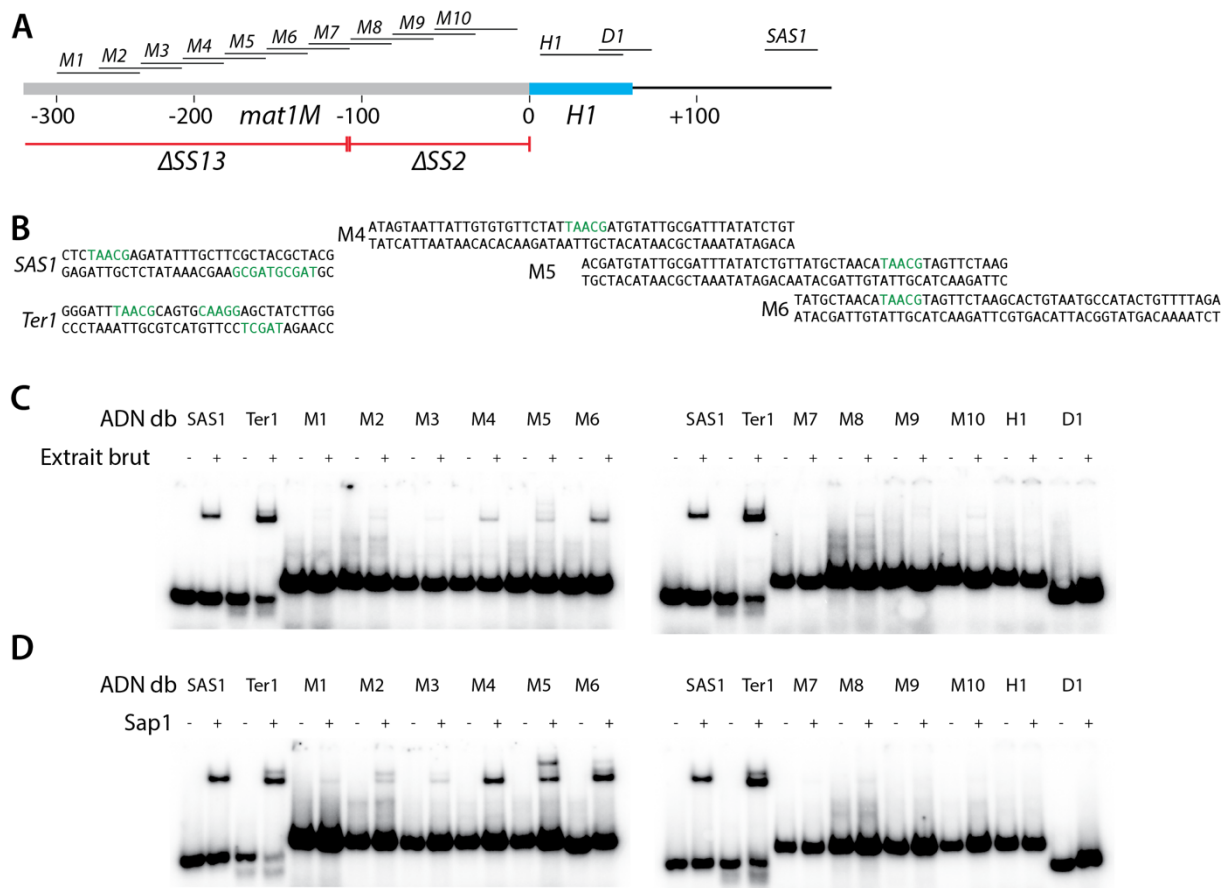 A
M1 M2 M3 M4 M5 M6 M7 M8 M9 M10 H1 D1 SAS1
-300 -200 mat1M -100 0 H1 +100
ΔSS13 ΔSS2
B
SAS1
CTCTAACGAGATATTTGCTTCGCTACGCTACG
GAGATTGCTCTATAAACGAAGCGATGCGATGC
Ter1
GGGATTTAACGCAGTGCAAGGAGCTATCTTGG
CCCTAAATTGCGTCATGTTCCTCGATAGAACC
M4
ATAGTAATTATTGTGTGTTCTATTAACGATGTATTGCGATTTATATCTGT
TATCATTAATAACACACAAGATAATTGCTACATAACGCTAAATATAGACA
M5
ACGATGTATTGCGATTTATATCTGTTATGCTAACATAACGTAGTTCTAAG
TGCTACATAACGCTAAATATAGACAATACGATTGTATTGCATCAAGATTC
M6
TATGCTAACATAACGTAGTTCTAAGCACTGTAATGCCATACTGTTTTAGA
ATACGATTGTATTGCATCAAGATTCGTGACATTACGGTATGACAAAATCT
C
ADN db SAS1 Ter1 M1 M2 M3 M4 M5 M6 SAS1 Ter1 M7 M8 M9 M10 H1 D1
Extrait brut - + - + - + - + - + - + - + - + - + - + - + - + - + - + - + - +
D
ADN db SAS1 Ter1 M1 M2 M3 M4 M5 M6 SAS1 Ter1 M7 M8 M9 M10 H1 D1
Sap1 - + - + - + - + - + - + - + - + - + - + - + - + - + - + - + - +